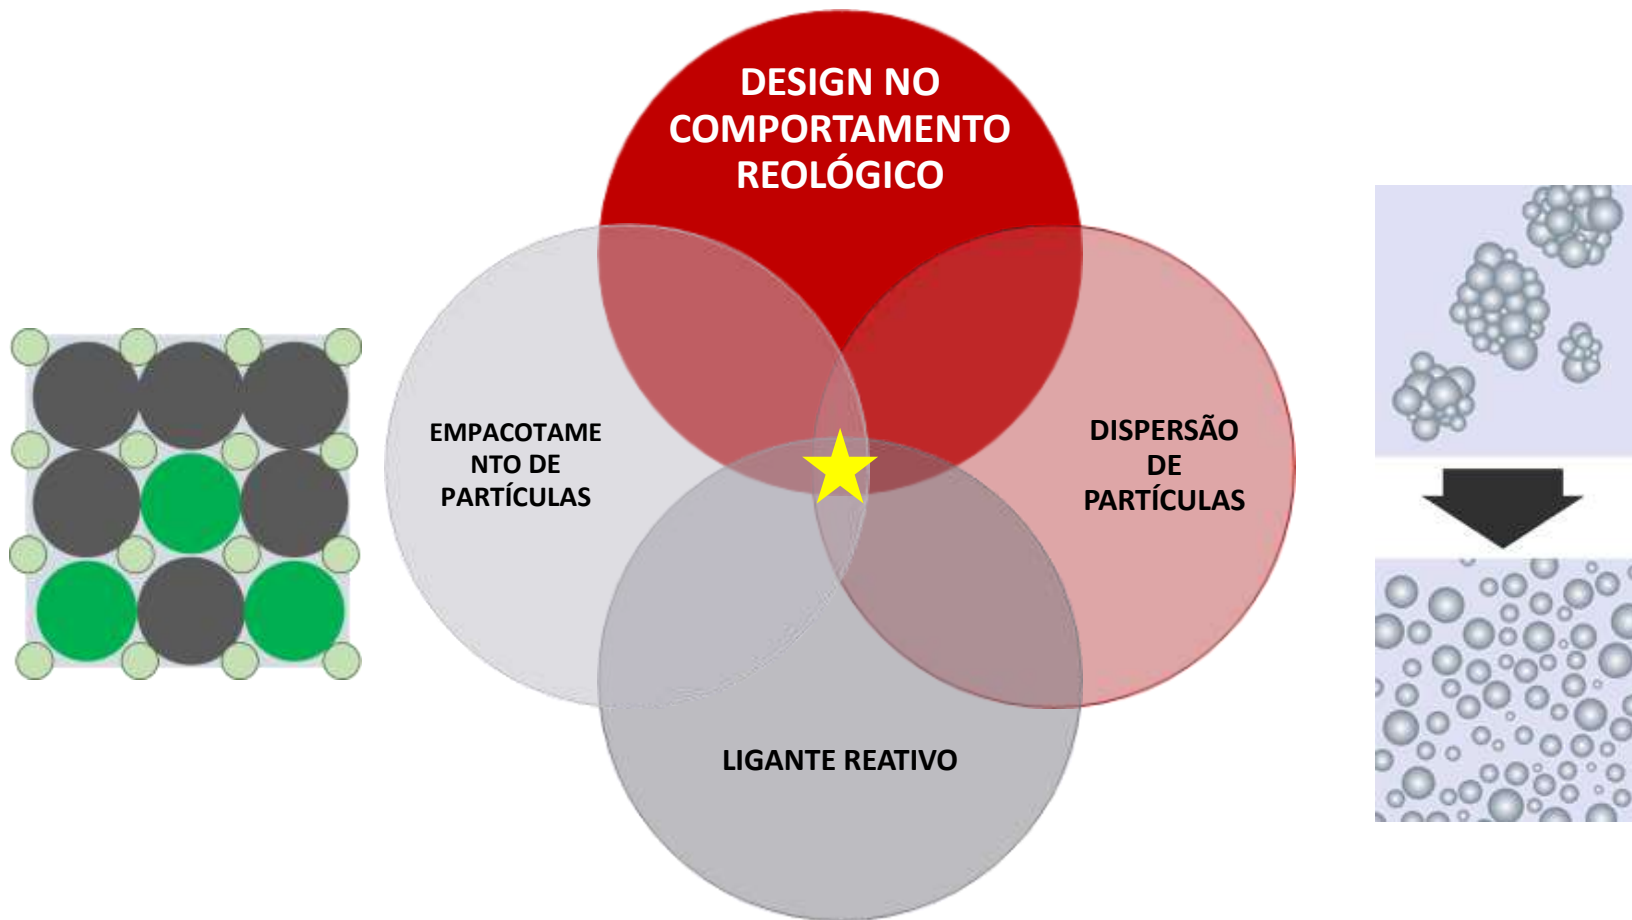 DESIGN NO
COMPORTAMENTO
REOLÓGICO
EMPACOTAME
NTO DE
PARTÍCULAS
DISPERSÃO
DE
PARTÍCULAS
LIGANTE REATIVO